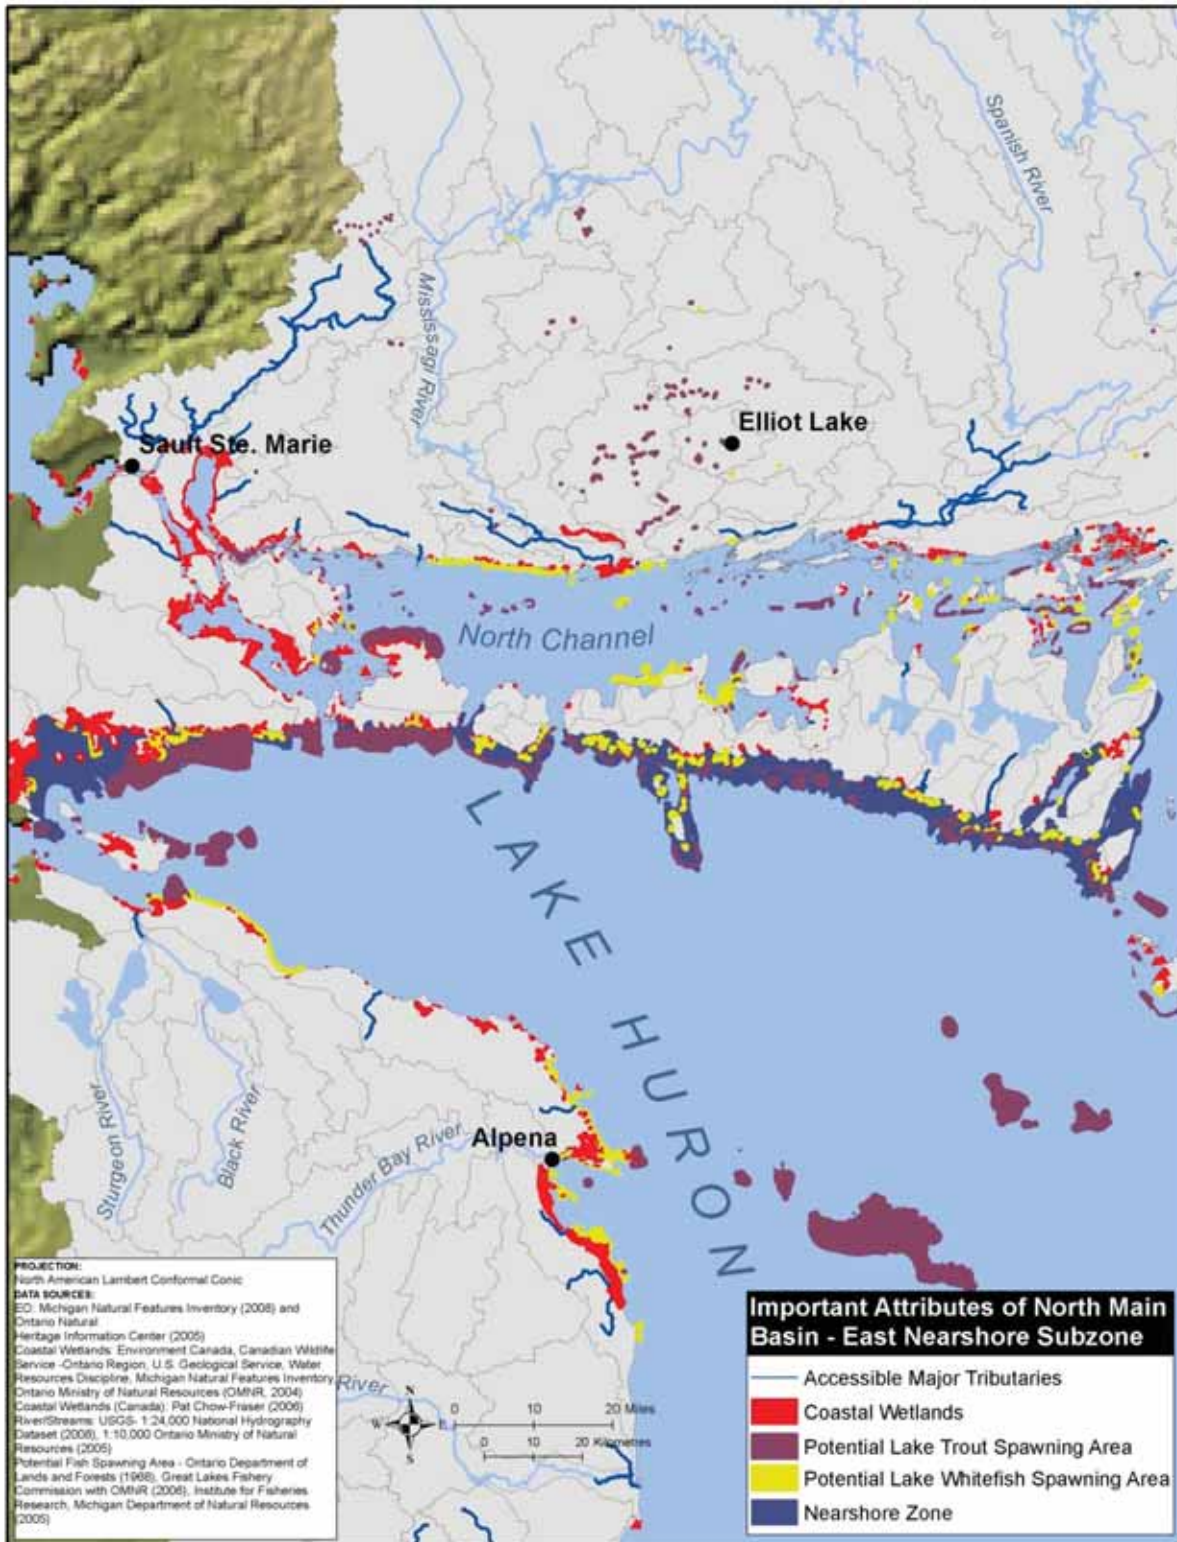 Spanish River
Mississagi River
Elliot Lake
Sault Ste. Marie
North Channel
LAKE HURON
Alpena
Thunder Bay River
Black River
Sturgeon River
River
PROJECTION:
North American Lambert Conformal Conic
DATA SOURCES:
EO: Michigan Natural Features Inventory (2008) and
Ontario Natural
Heritage Information Center (2005)
Coastal Wetlands: Environment Canada, Canadian Wildlife
Service -Ontario Region, U.S. Geological Service, Water
Resources Discipline, Michigan Natural Features Inventory,
Ontario Ministry of Natural Resources (OMNR, 2004)
Coastal Wetlands (Canada): Pat Chow-Fraser (2006)
River/Streams: USGS- 1:24,000 National Hydrography
Dataset (2008), 1:10,000 Ontario Ministry of Natural
Resources (2005)
Potential Fish Spawning Area - Ontario Department of
Lands and Forests (1968), Great Lakes Fishery
Commission with OMNR (2006), Institute for Fisheries
Research, Michigan Department of Natural Resources
(2005)
N
W E
S
0 10 20 Miles
0 10 20 Kilometres
Important Attributes of North Main
Basin - East Nearshore Subzone
Accessible Major Tributaries
Coastal Wetlands
Potential Lake Trout Spawning Area
Potential Lake Whitefish Spawning Area
Nearshore Zone